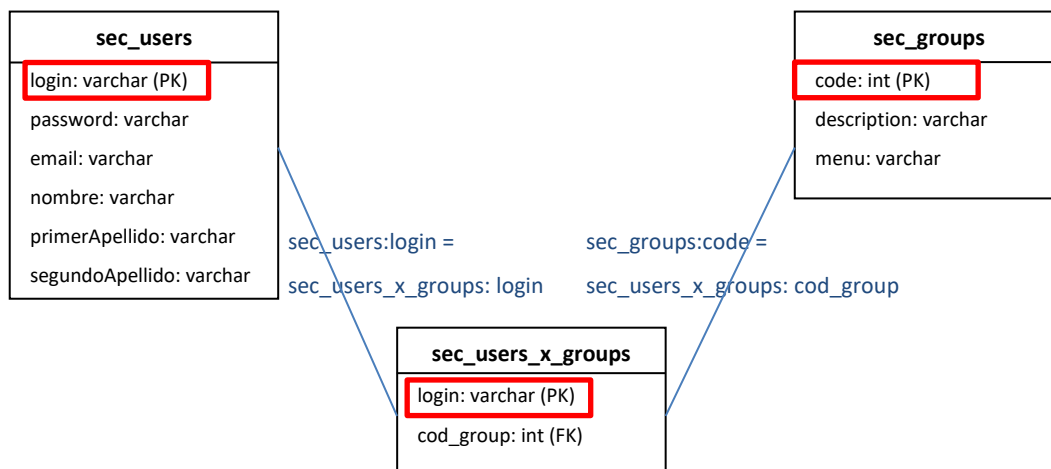 sec_users
login: varchar (PK)
password: varchar
email: varchar
nombre: varchar
primerApellido: varchar
segundoApellido: varchar
sec_groups
code: int (PK)
description: varchar
menu: varchar
sec_users:login =
sec_users_x_groups: login
sec_groups:code =
sec_users_x_groups: cod_group
sec_users_x_groups
login: varchar (PK)
cod_group: int (FK)